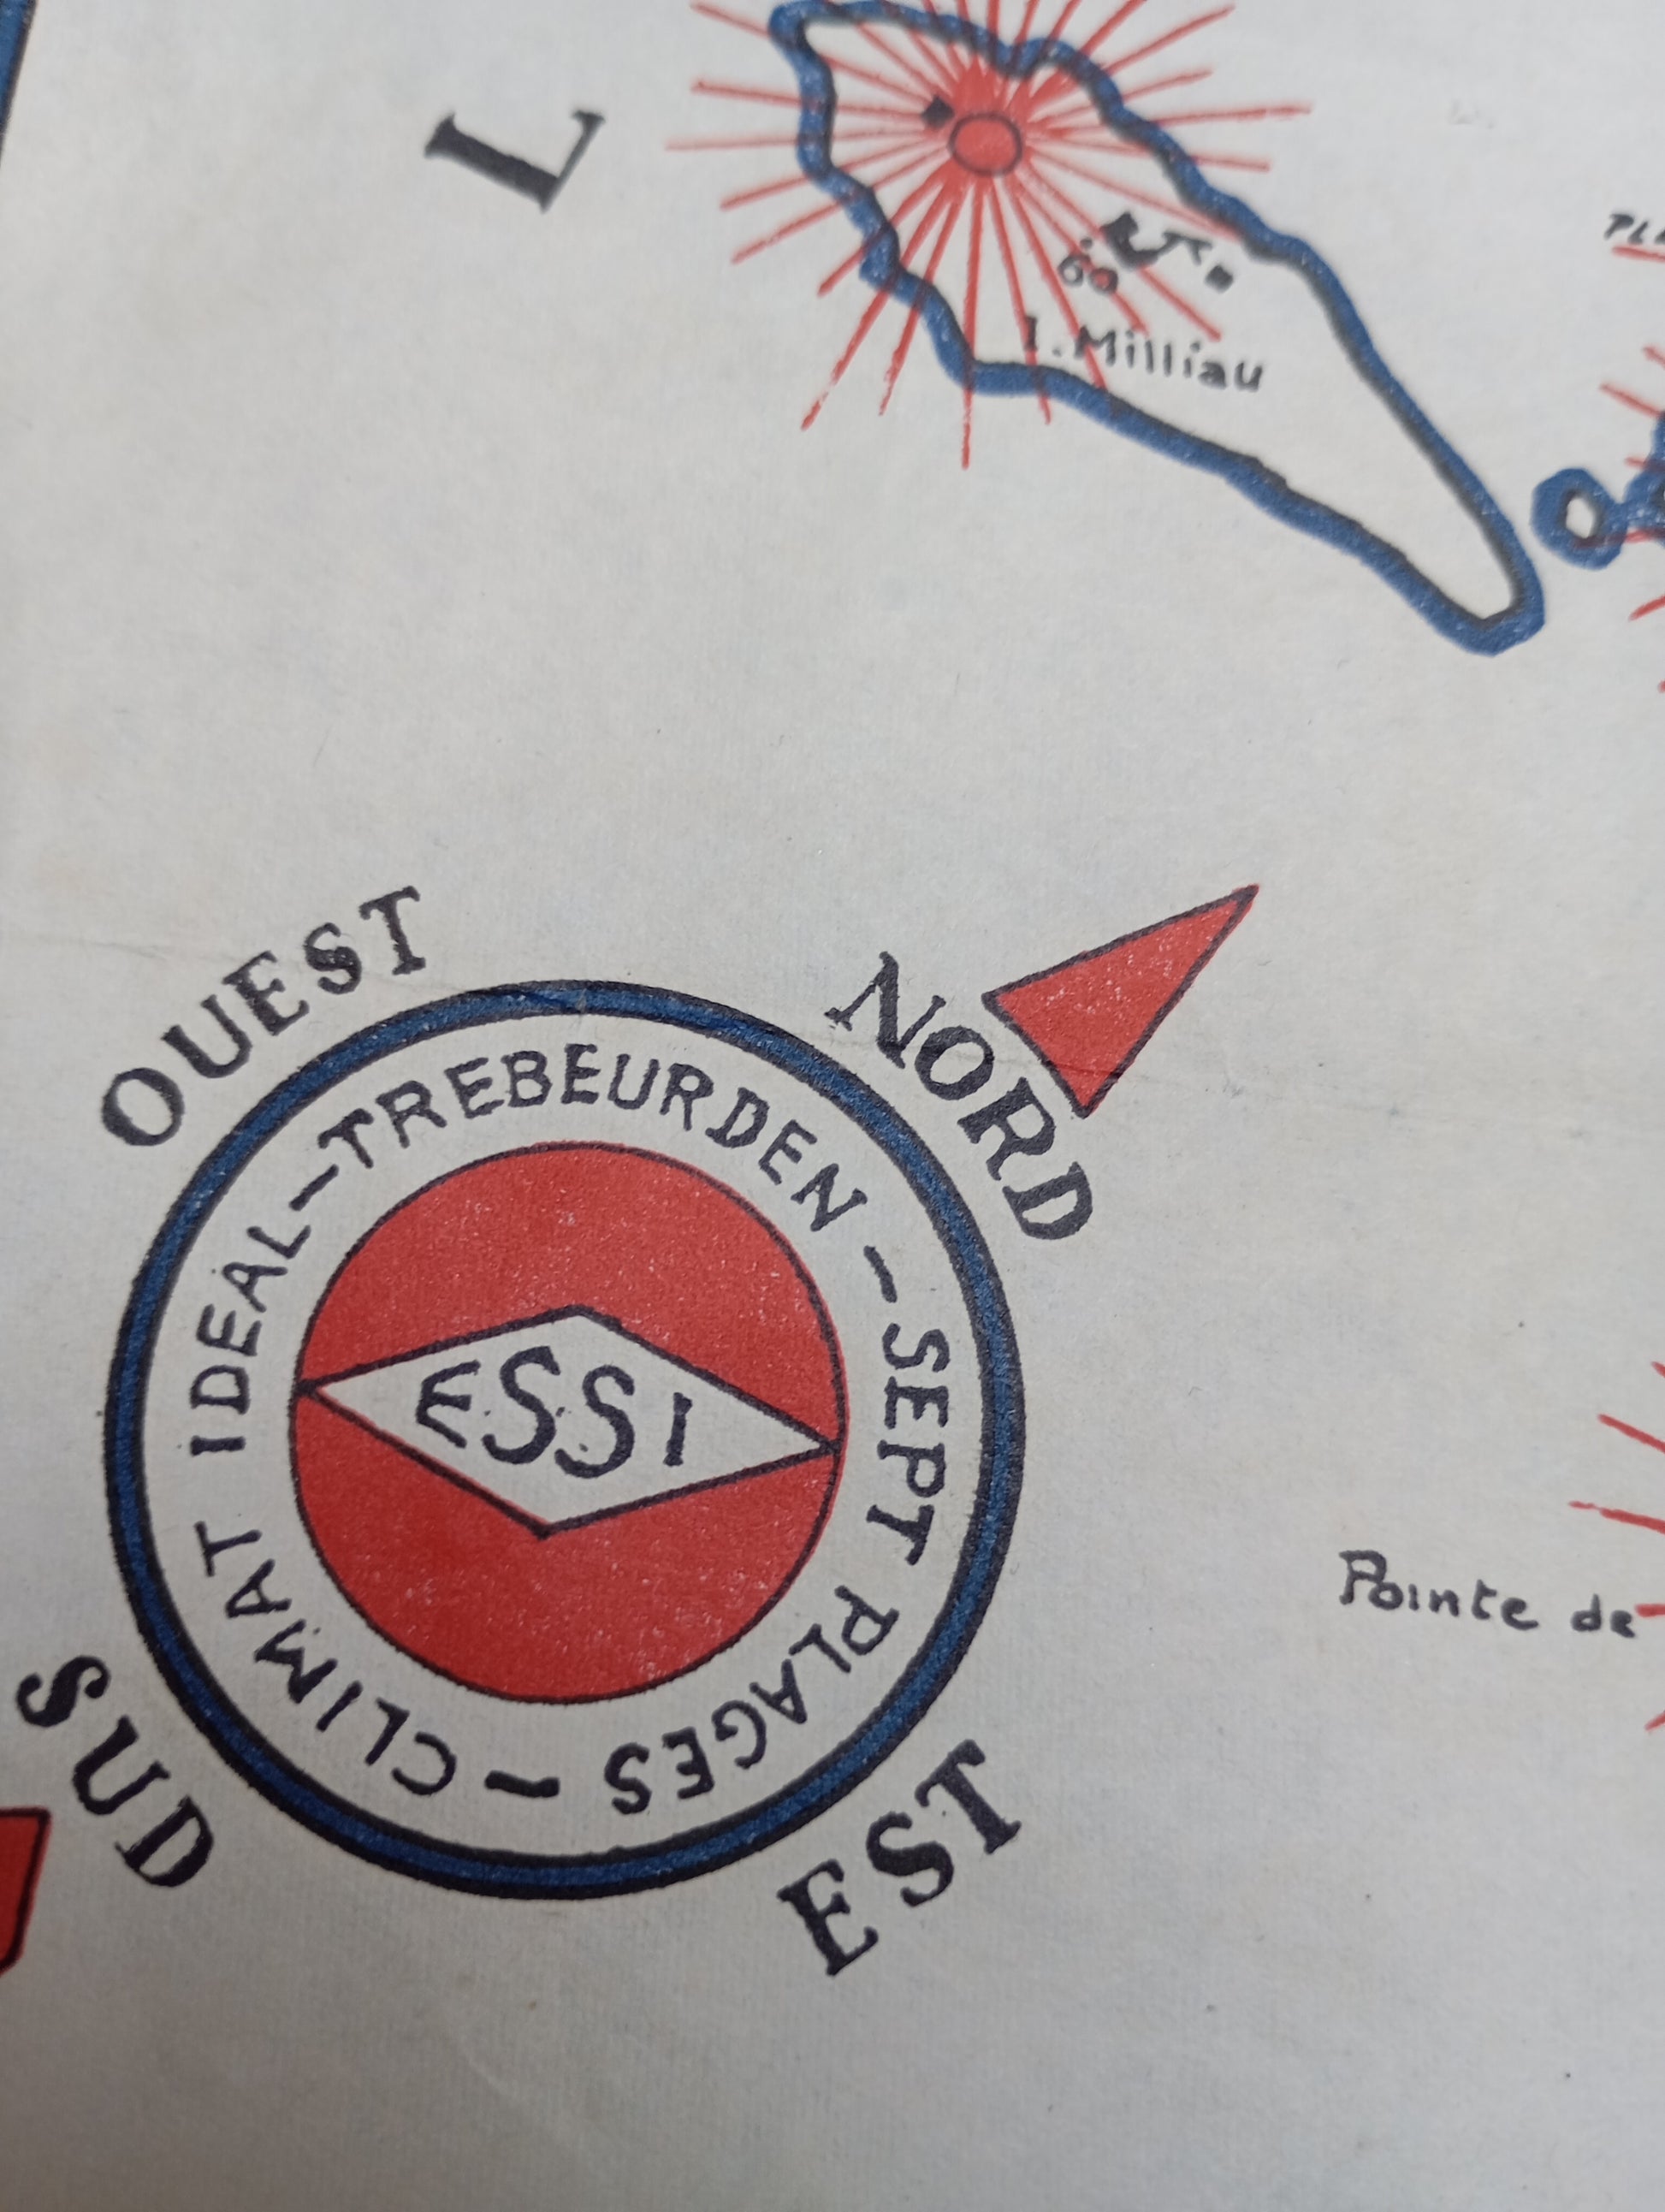 L
I. Milliau
OUEST
NORD
TREBEURDEN - SEPT PLAGES - CLIMAT IDEAL -
ESSI
SUD
EST
Pointe de